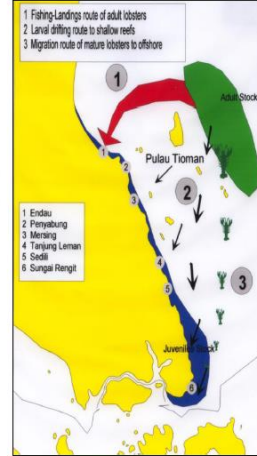 1 Fishing-Landings route of adult lobsters
2 Larval drifting route to shallow reefs
3 Migration route of mature lobsters to offshore
1
Adult Stock
1
2
Pulau Tioman
3
2
1 Endau
2 Penyabung
3 Mersing
4 Tanjung Leman
5 Sedili
6 Sungai Rengit
4
3
5
Juvenile Stock
6